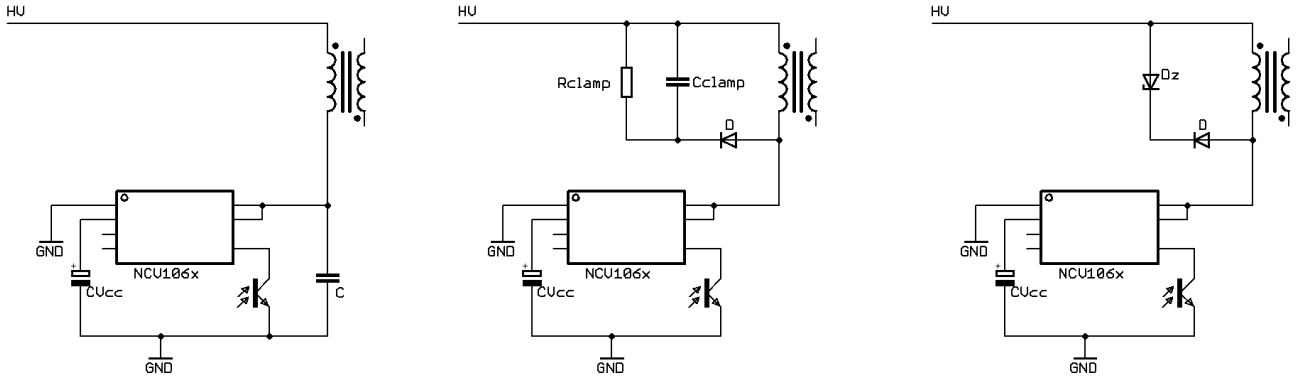 HV
GND
CVcc
NCV106x
C
GND
HV
Rclamp
Cclamp
D
GND
CVcc
NCV106x
GND
HV
Dz
D
GND
CVcc
NCV106x
GND